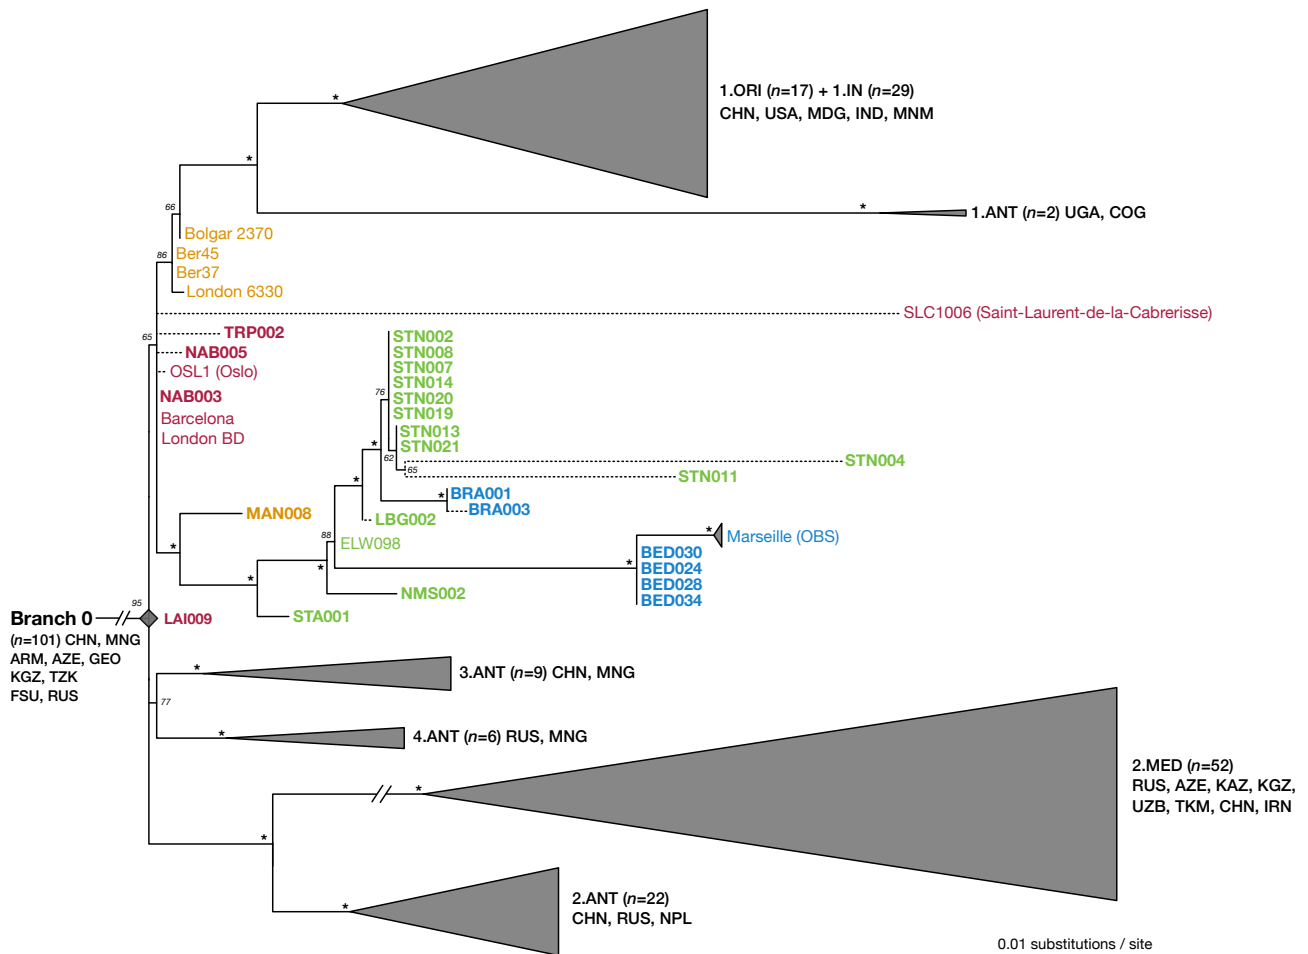 *
1.ORI (n=17) + 1.IN (n=29)
CHN, USA, MDG, IND, MNM
*
*
1.ANT (n=2) UGA, COG
66
Bolgar 2370
86
Ber45
Ber37
London 6330
SLC1006 (Saint-Laurent-de-la-Cabrerisse)
65
TRP002
NAB005
OSL1 (Oslo)
NAB003
Barcelona
London BD
STN002
STN008
STN007
STN014
76
STN020
STN019
STN013
*
STN021
62
65
STN004
STN011
*
BRA001
BRA003
*
MAN008
LBG002
88
ELW098
*
Marseille (OBS)
*
BED030
BED024
BED028
BED034
*
*
*
NMS002
STA001
95
Branch 0
LAI009
(n=101) CHN, MNG
ARM, AZE, GEO
KGZ, TZK
FSU, RUS
*
3.ANT (n=9) CHN, MNG
77
*
4.ANT (n=6) RUS, MNG
*
2.MED (n=52)
RUS, AZE, KAZ, KGZ,
UZB, TKM, CHN, IRN
*
*
2.ANT (n=22)
CHN, RUS, NPL
0.01 substitutions / site